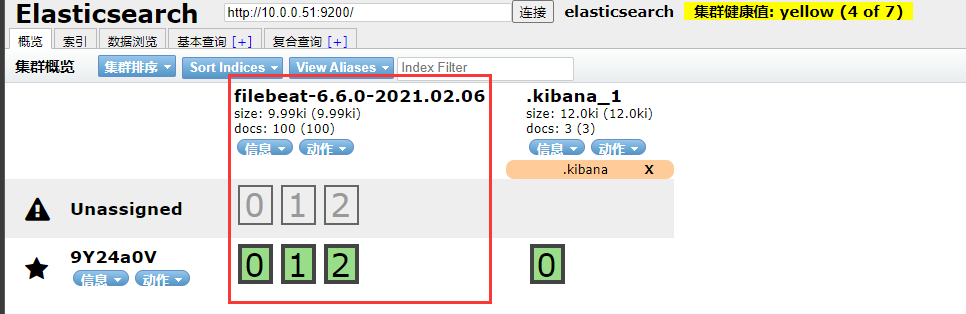 Elasticsearch
http://10.0.0.51:9200/ 连接 elasticsearch 集群健康值: yellow (4 of 7)
概览 索引 数据浏览 基本查询 [+] 复合查询 [+]
集群概览 集群排序 Sort Indices View Aliases Index Filter
filebeat-6.6.0-2021.02.06 .kibana_1
size: 9.99ki (9.99ki) size: 12.0ki (12.0ki)
docs: 100 (100) docs: 3 (3)
信息 动作 信息 动作
.kibana X
Unassigned 0 1 2
9Y24a0V 0 1 2 0
信息 动作